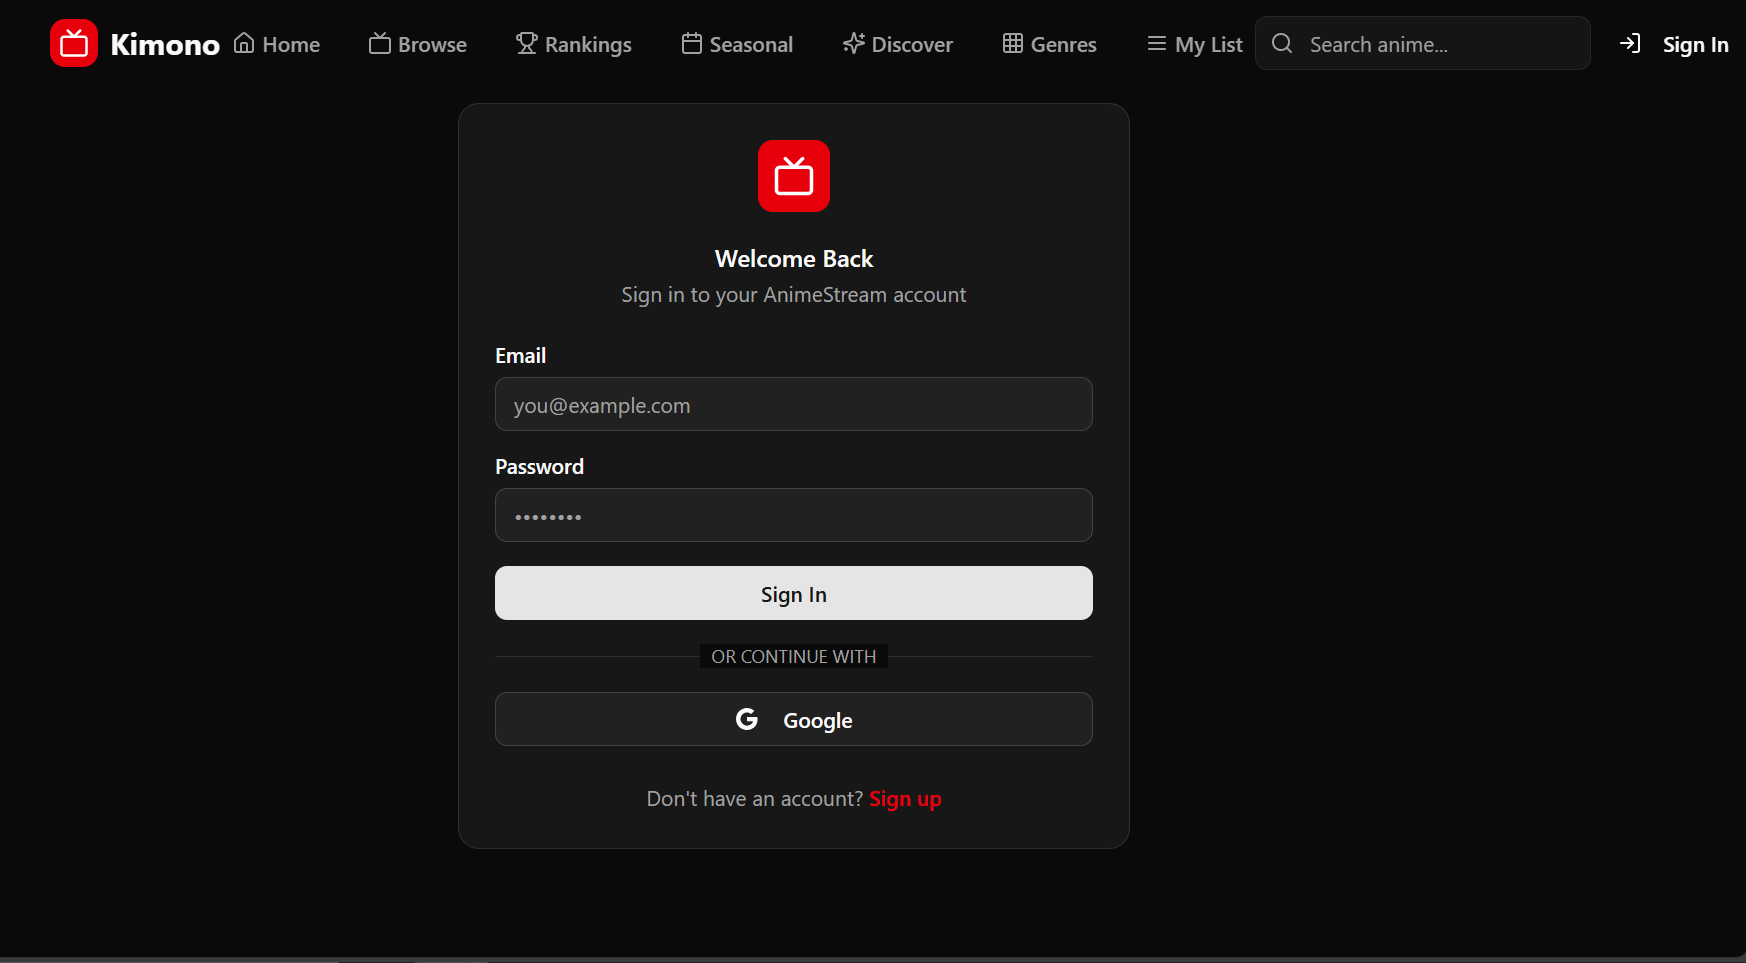 Kimono Home Browse Rankings Seasonal Discover Genres My List Search anime... Sign In
Welcome Back
Sign in to your AnimeStream account
Email
you@example.com
Password
••••••••
Sign In
OR CONTINUE WITH
G Google
Don't have an account? Sign up